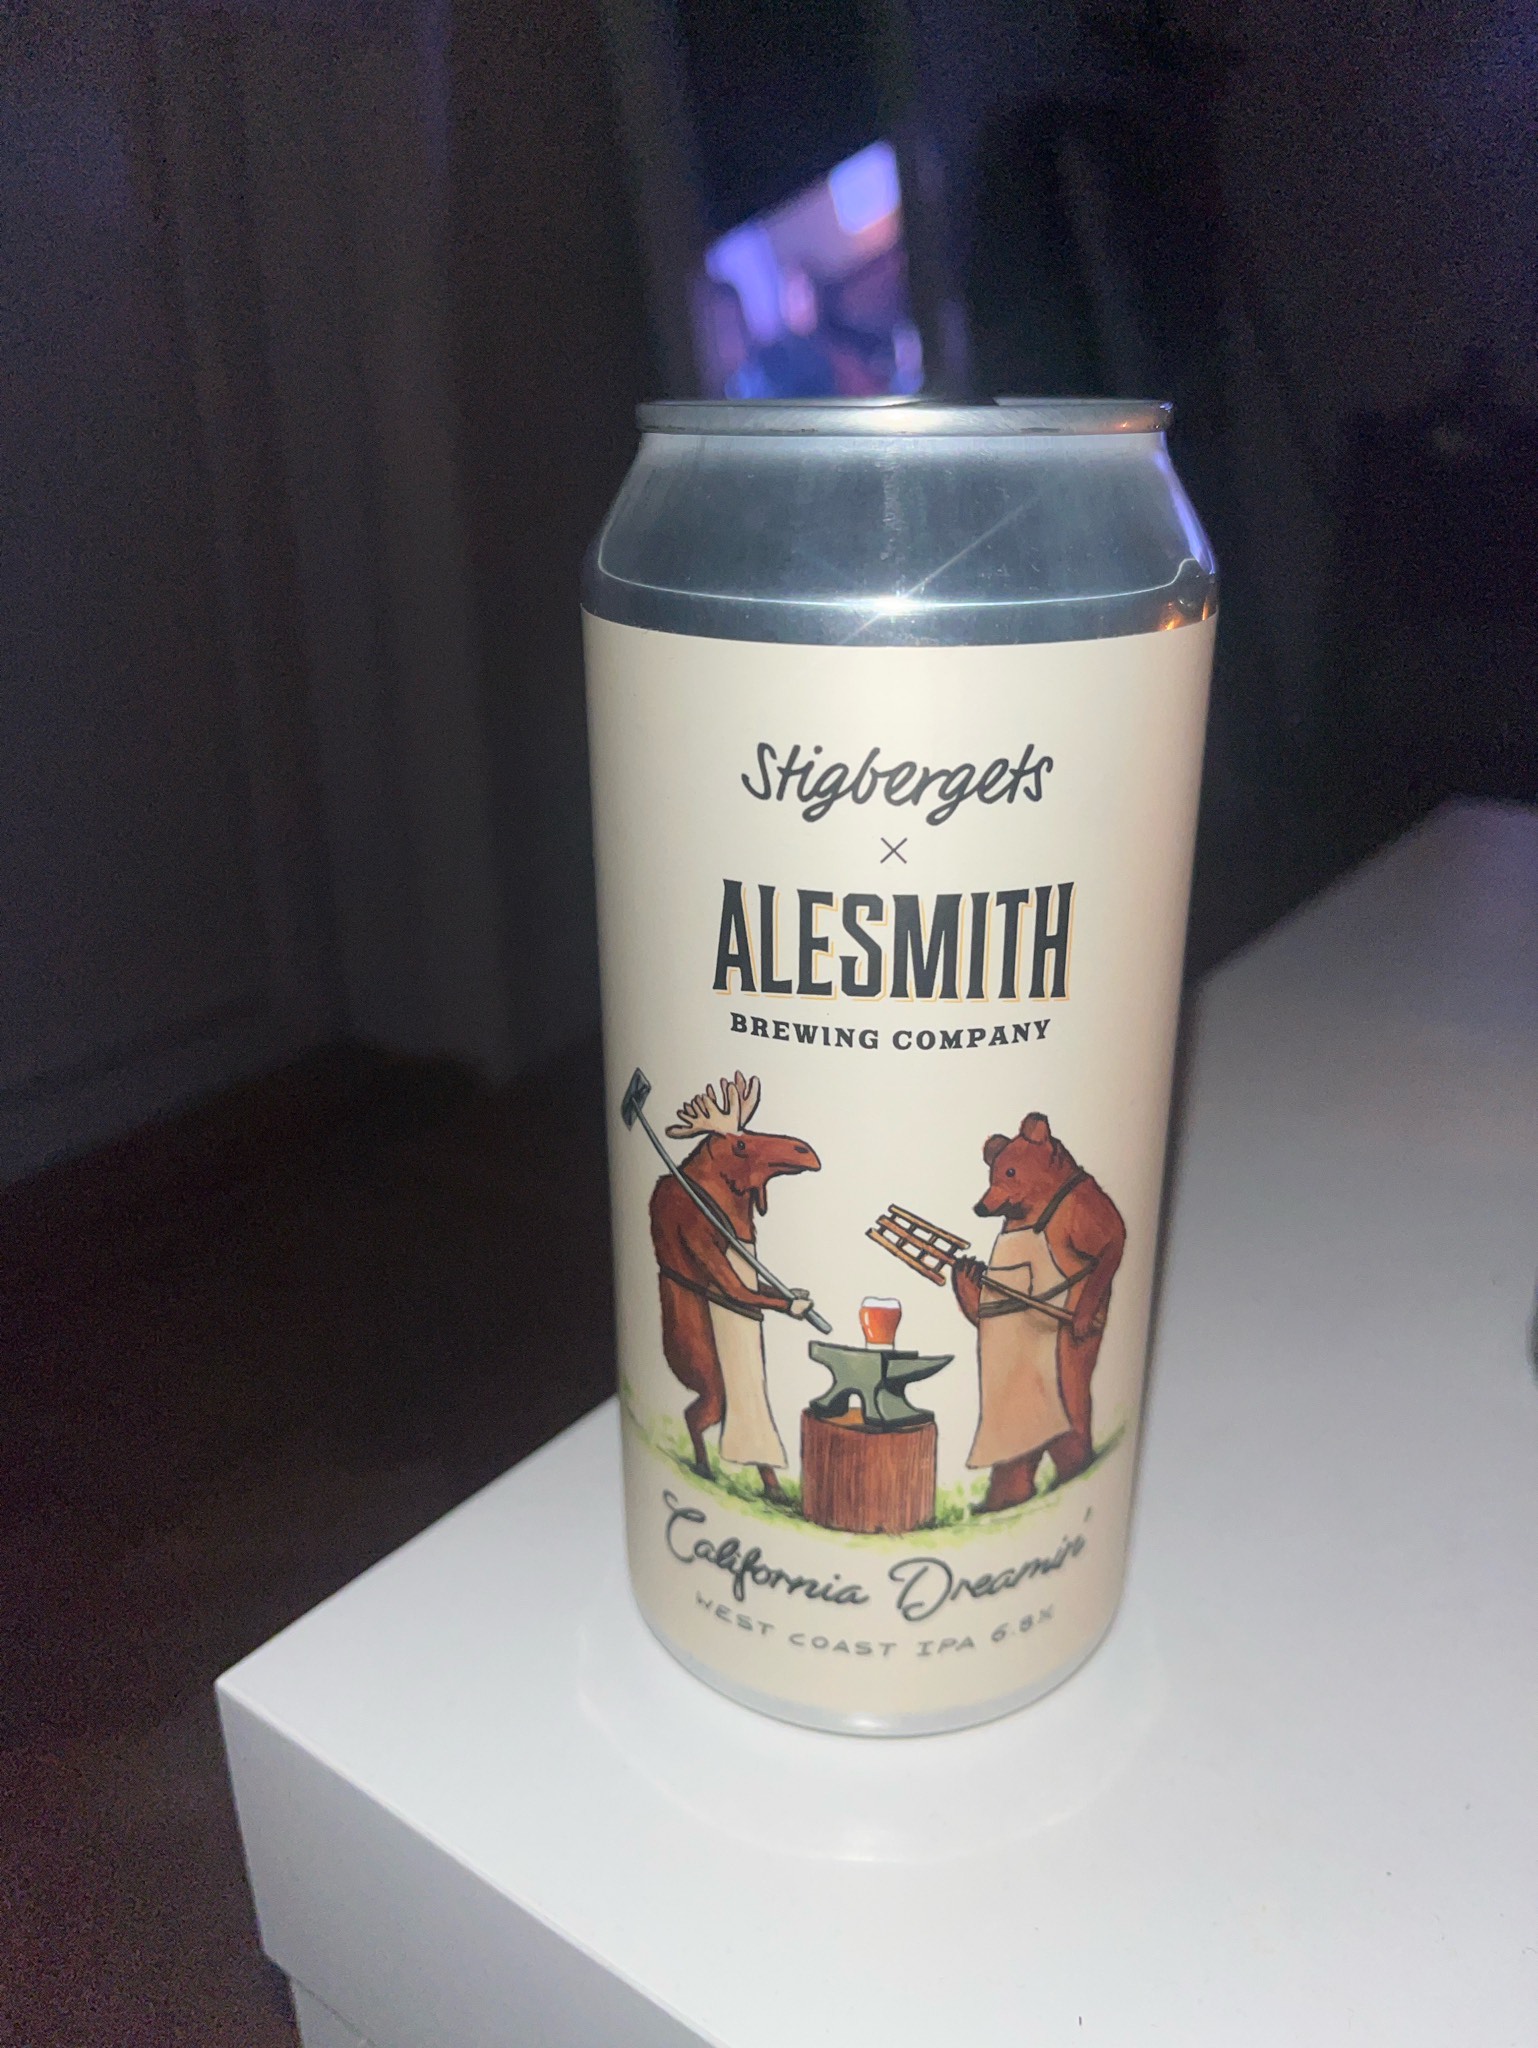 Stigbergets
×
ALESMITH
BREWING COMPANY
California Dreamin'
WEST COAST IPA 6.8%